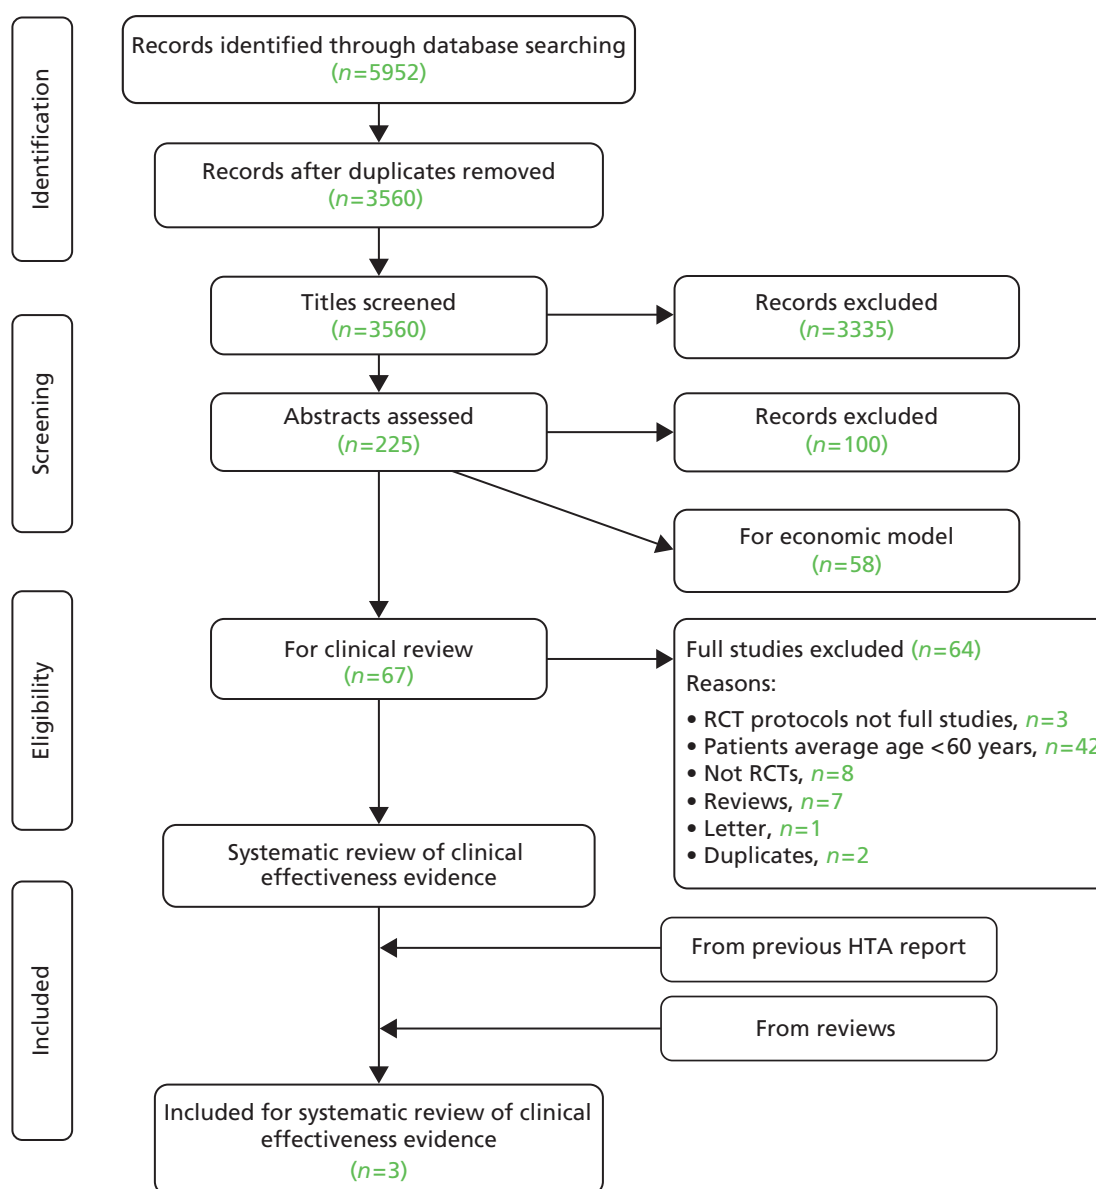 Identification
Records identified through database searching
(n=5952)
Records after duplicates removed
(n=3560)
Screening
Titles screened
(n=3560)
Records excluded
(n=3335)
Abstracts assessed
(n=225)
Records excluded
(n=100)
For economic model
(n=58)
Eligibility
For clinical review
(n=67)
Full studies excluded (n=64)
Reasons:
• RCT protocols not full studies, n=3
• Patients average age <60 years, n=42
• Not RCTs, n=8
• Reviews, n=7
• Letter, n=1
• Duplicates, n=2
Systematic review of clinical
effectiveness evidence
Included
From previous HTA report
From reviews
Included for systematic review of clinical
effectiveness evidence
(n=3)